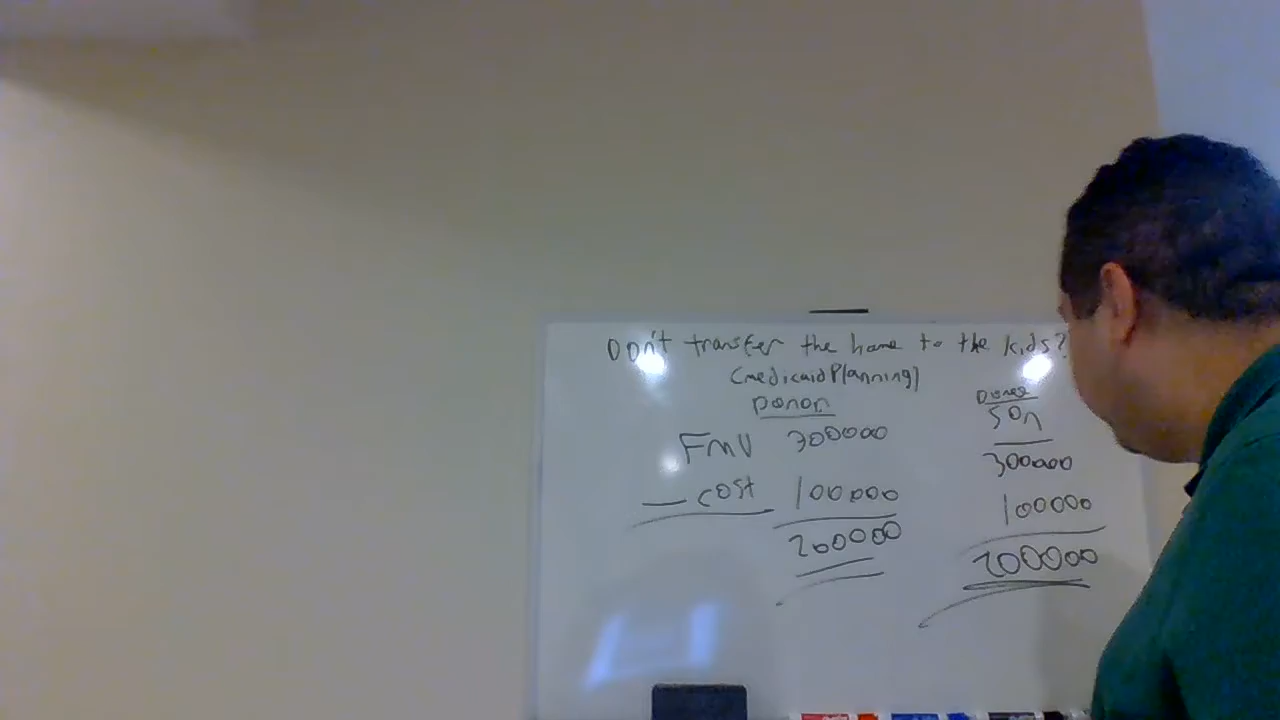 Don't transfer the home to the kids?
(medicaid Planning)
Donor
Donee
Son
FMV 300000
300000
— cost 100000
100000
200000
200000